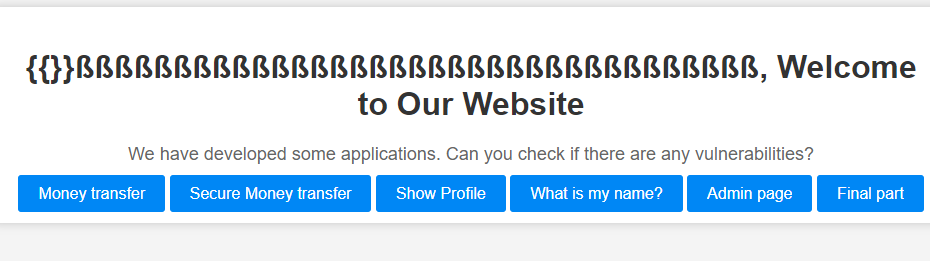 {{}}ßßßßßßßßßßßßßßßßßßßßßßßßßßßßßßßßßßß, Welcome
to Our Website
We have developed some applications. Can you check if there are any vulnerabilities?
Money transfer Secure Money transfer Show Profile What is my name? Admin page Final part